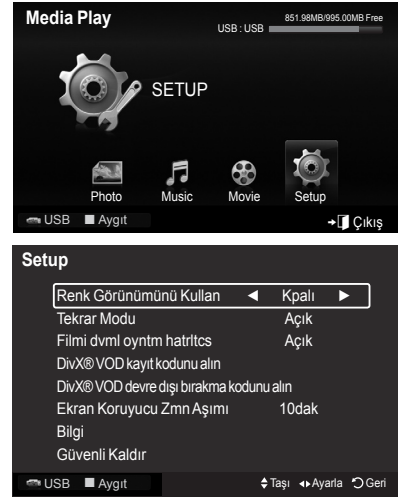 Media Play
851.98MB/995.00MB Free
USB : USB
SETUP
Photo Music Movie Setup
USB Aygıt Çıkış
Setup
Renk Görünümünü Kullan ◄ Kpalı ►
Tekrar Modu Açık
Filmi dvml oyntm hatrltcs Açık
DivX® VOD kayıt kodunu alın
DivX® VOD devre dışı bırakma kodunu alın
Ekran Koruyucu Zmn Aşımı 10dak
Bilgi
Güvenli Kaldır
USB Aygıt Taşı Ayarla Geri